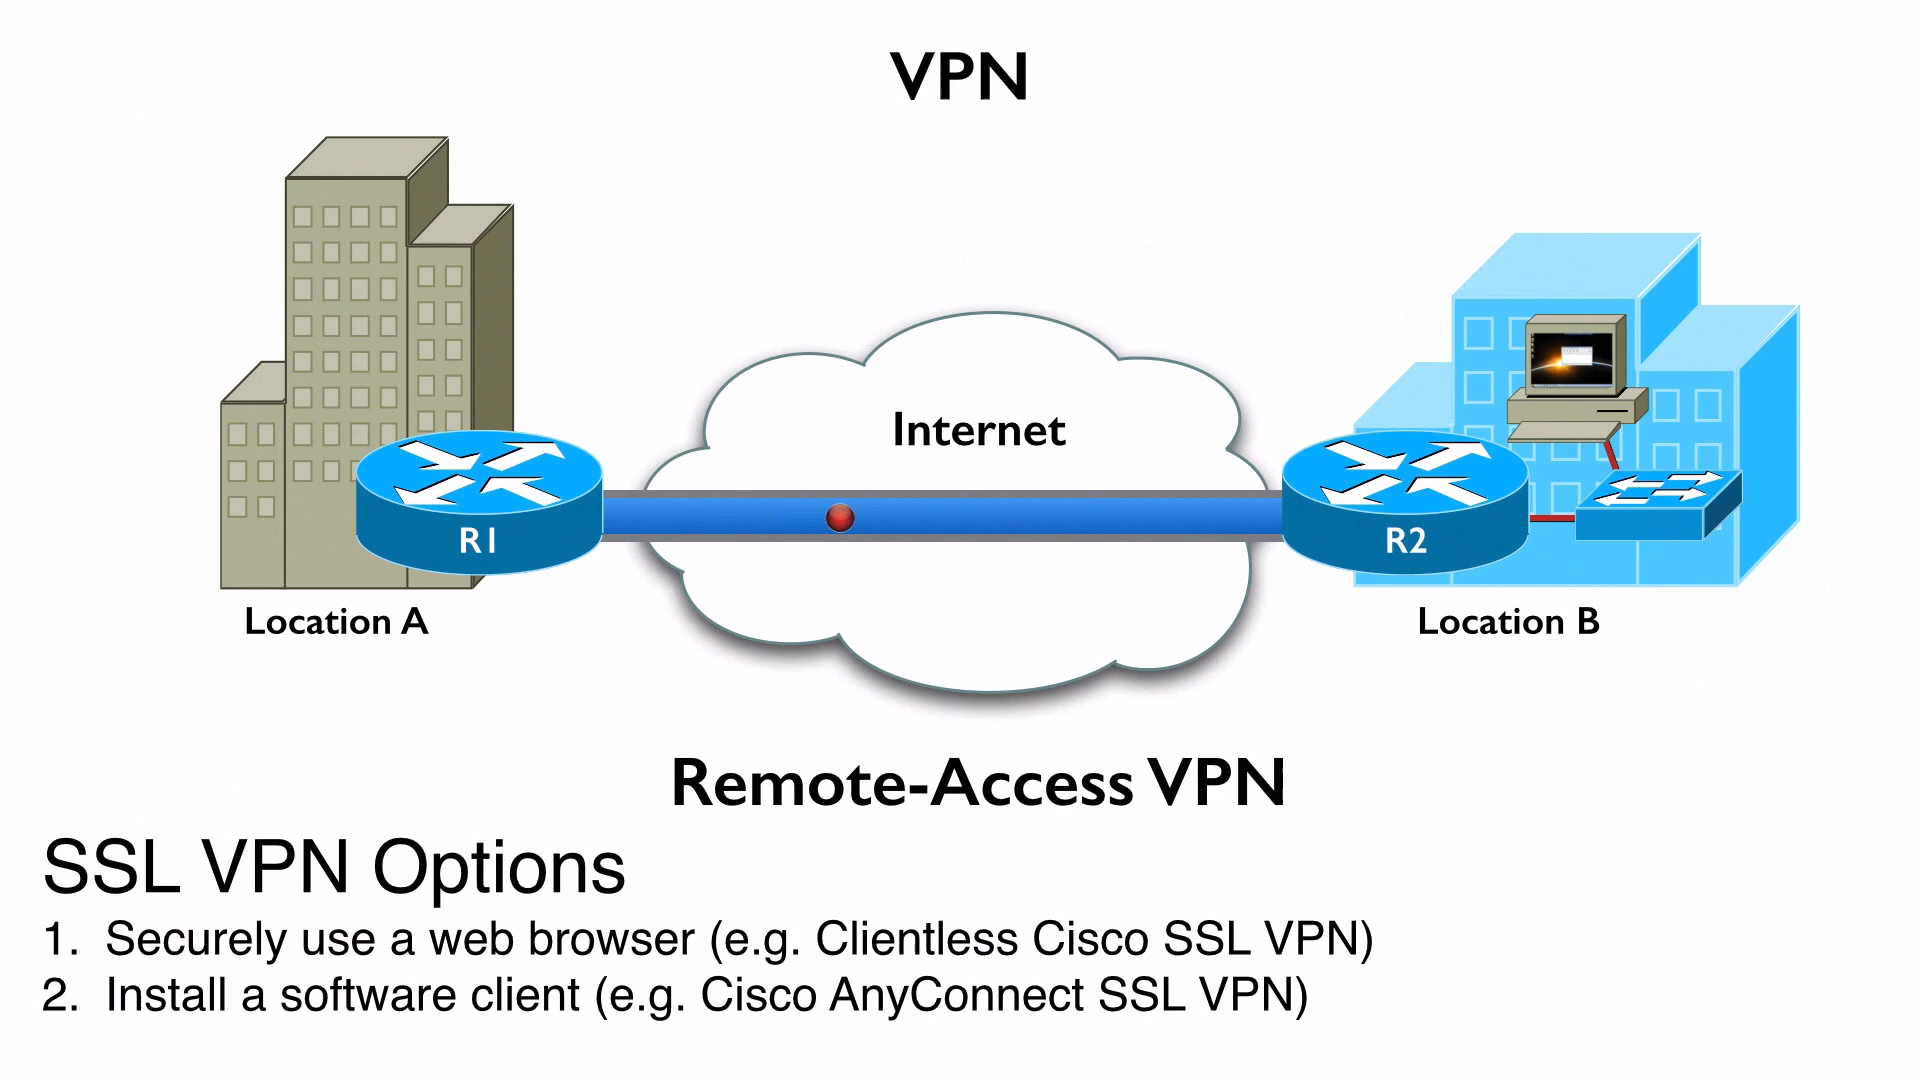 VPN
Internet
R1
R2
Location A
Location B
Remote-Access VPN
SSL VPN Options
1. Securely use a web browser (e.g. Clientless Cisco SSL VPN)
2. Install a software client (e.g. Cisco AnyConnect SSL VPN)